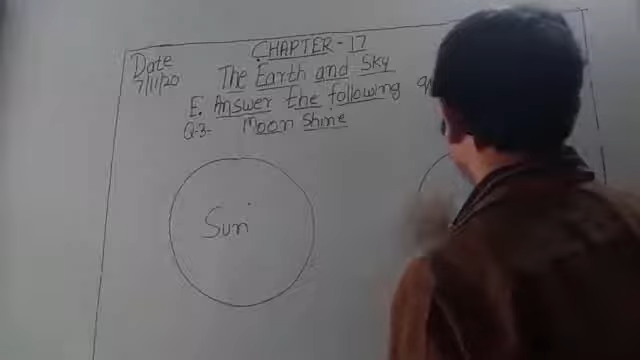 CHAPTER - 17
Date
7/11/20
The Earth and Sky
E. Answer the following
Q-3- Moon Shine
Sun